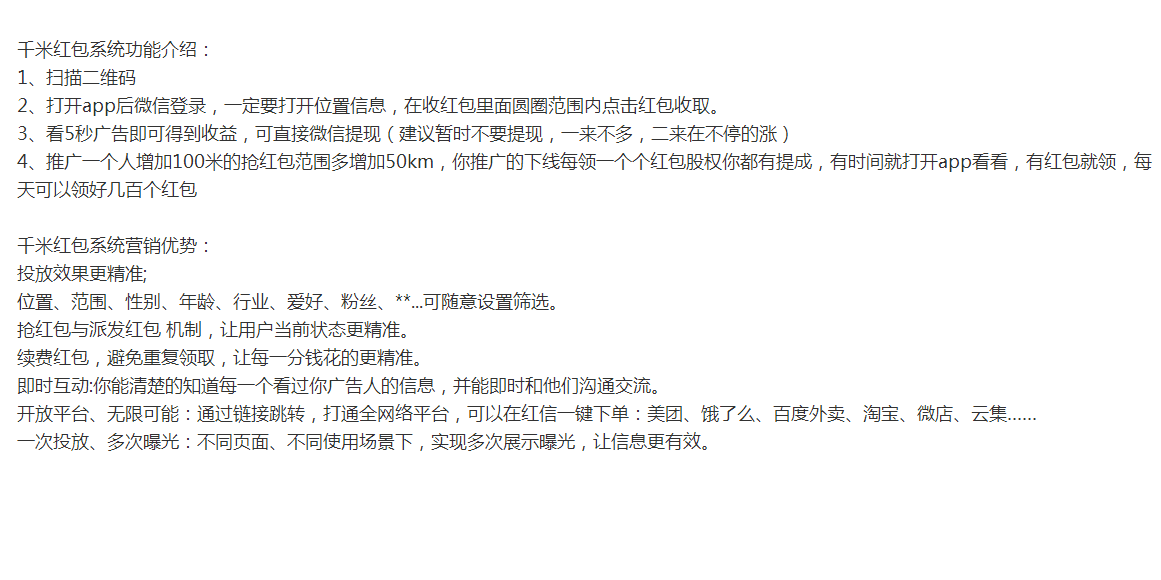 千米红包系统功能介绍：
1、扫描二维码
2、打开app后微信登录，一定要打开位置信息，在收红包里面圆圈范围内点击红包收取。
3、看5秒广告即可得到收益，可直接微信提现（建议暂时不要提现，一来不多，二来在不停的涨）
4、推广一个人增加100米的抢红包范围多增加50km，你推广的下线每领一个个红包股权你都有提成，有时间就打开app看看，有红包就领，每
天可以领好几百个红包
千米红包系统营销优势：
投放效果更精准;
位置、范围、性别、年龄、行业、爱好、粉丝、**...可随意设置筛选。
抢红包与派发红包 机制，让用户当前状态更精准。
续费红包，避免重复领取，让每一分钱花的更精准。
即时互动:你能清楚的知道每一个看过你广告人的信息，并能即时和他们沟通交流。
开放平台、无限可能：通过链接跳转，打通全网络平台，可以在红信一键下单：美团、饿了么、百度外卖、淘宝、微店、云集......
一次投放、多次曝光：不同页面、不同使用场景下，实现多次展示曝光，让信息更有效。